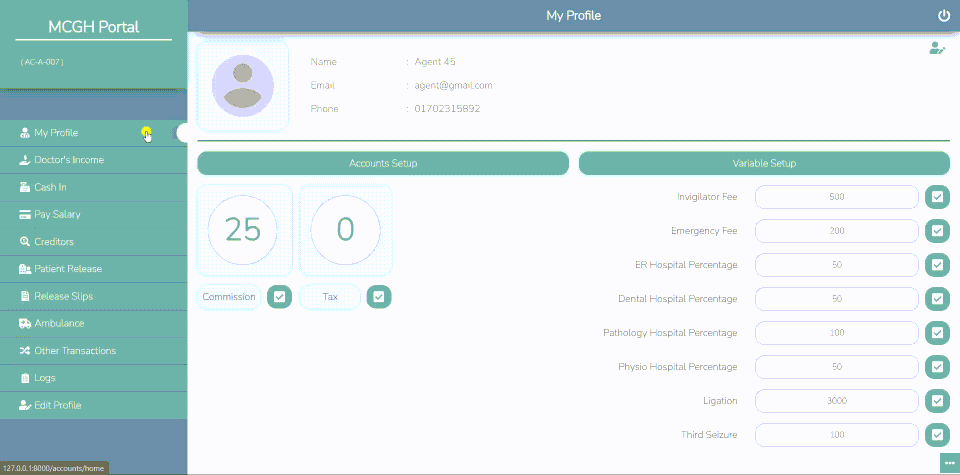 MCGH Portal
( AC-A-007 )
My Profile
Doctor's Income
Cash In
Pay Salary
Creditors
Patient Release
Release Slips
Ambulance
Other Transactions
Logs
Edit Profile
127.0.0.1:8000/accounts/home
My Profile
Name : Agent 45
Email : agent@gmail.com
Phone : 01702315892
Accounts Setup
25 0
Commission Tax
Variable Setup
Invigilator Fee 500
Emergency Fee 200
ER Hospital Percentage 50
Dental Hospital Percentage 50
Pathology Hospital Percentage 100
Physio Hospital Percentage 50
Ligation 3000
Third Seizure 100